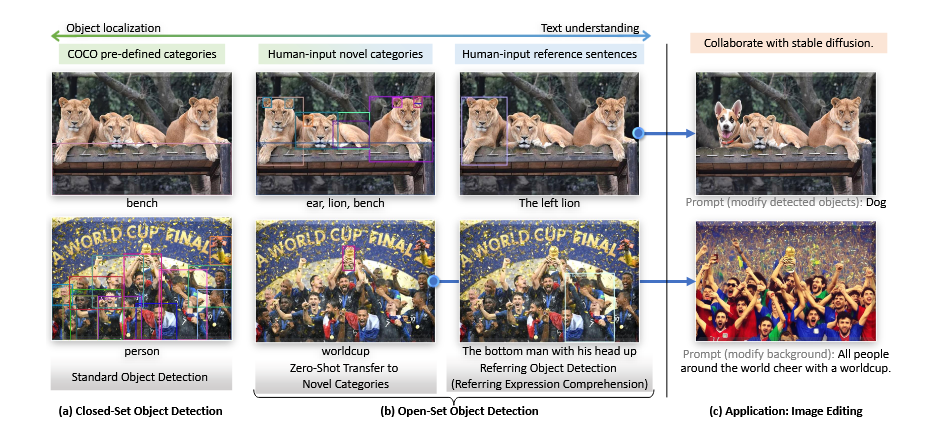 Object localization
Text understanding
COCO pre-defined categories
Human-input novel categories
Human-input reference sentences
Collaborate with stable diffusion.
bench
ear, lion, bench
The left lion
Prompt (modify detected objects): Dog
A WORLD CUP FINAL
A WORLD CUP FINAL
A WORLD CUP FINAL
person
worldcup
The bottom man with his head up
Prompt (modify background): All people
around the world cheer with a worldcup.
Standard Object Detection
Zero-Shot Transfer to
Novel Categories
Referring Object Detection
(Referring Expression Comprehension)
(a) Closed-Set Object Detection
(b) Open-Set Object Detection
(c) Application: Image Editing